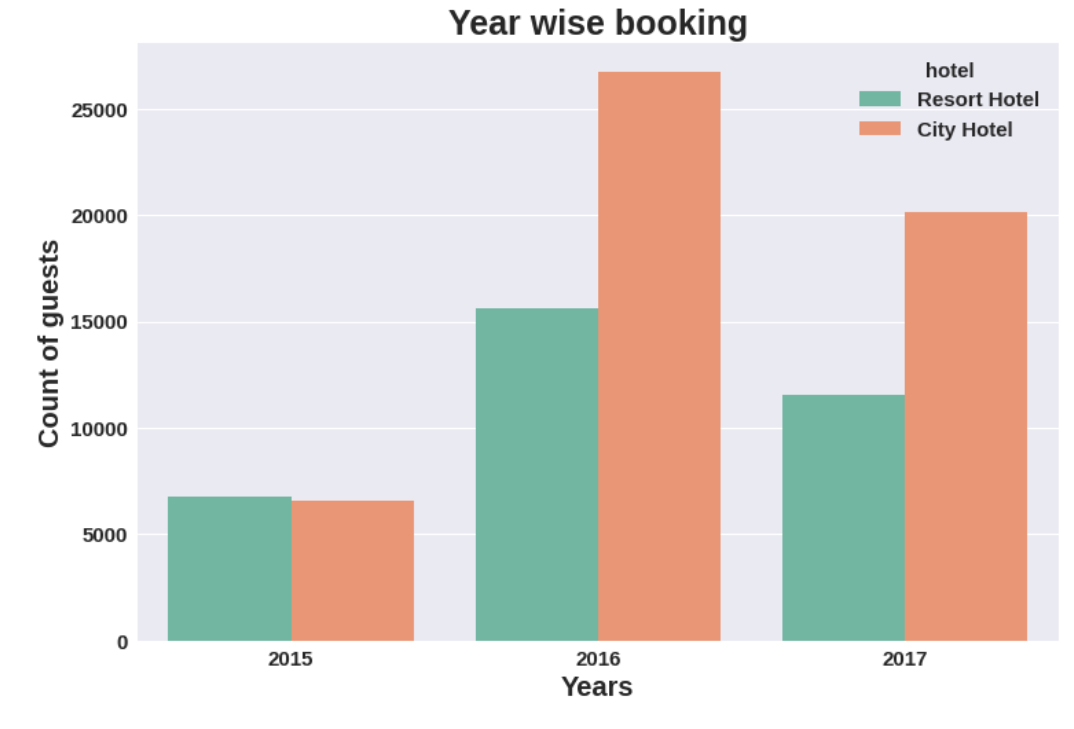 Year wise booking
hotel
Resort Hotel
City Hotel
25000
20000
15000
10000
5000
0
Count of guests
2015 2016 2017
Years